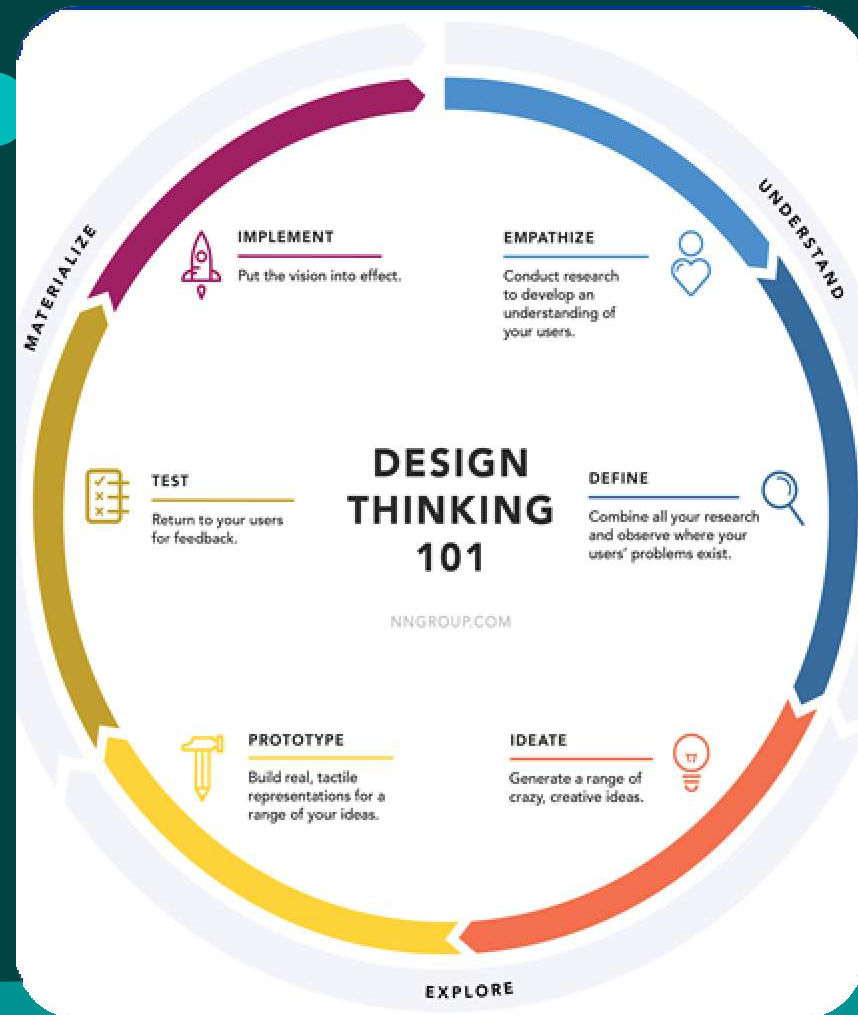 DESIGN
THINKING
101
NNGROUP.COM
UNDERSTAND
EMPATHIZE
Conduct research
to develop an
understanding of
your users.
DEFINE
Combine all your research
and observe where your
users’ problems exist.
EXPLORE
IDEATE
Generate a range of
crazy, creative ideas.
PROTOTYPE
Build real, tactile
representations for a
range of your ideas.
MATERIALIZE
TEST
Return to your users
for feedback.
IMPLEMENT
Put the vision into effect.